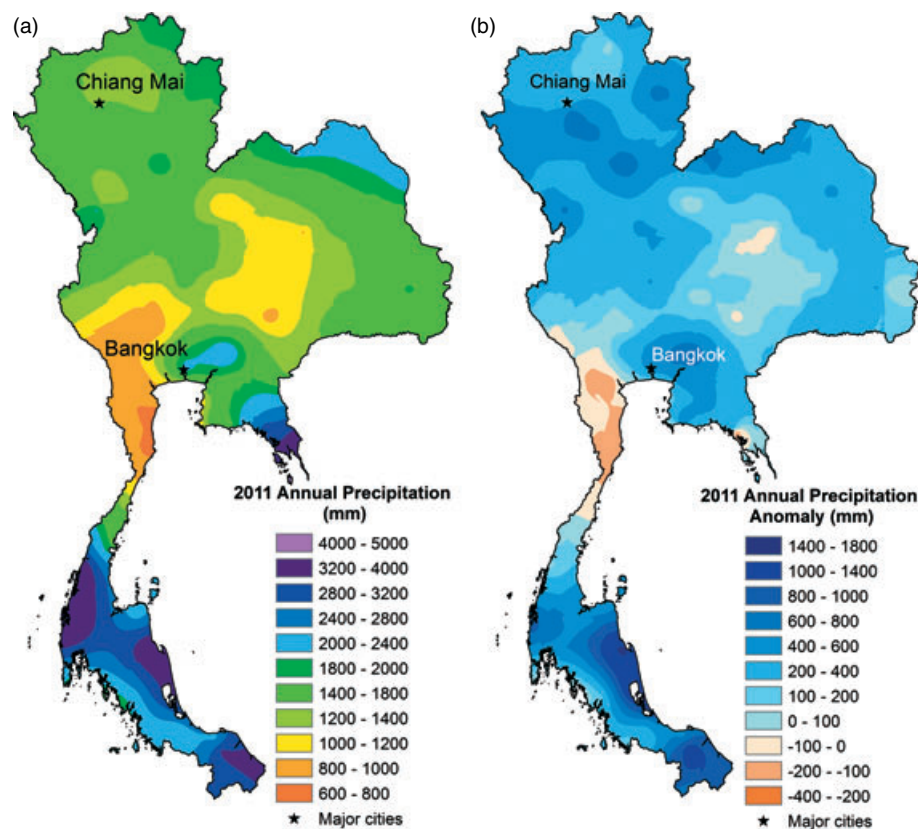 (a)
Chiang Mai
Bangkok
2011 Annual Precipitation
(mm)
4000 - 5000
3200 - 4000
2800 - 3200
2400 - 2800
2000 - 2400
1800 - 2000
1400 - 1800
1200 - 1400
1000 - 1200
800 - 1000
600 - 800
Major cities
(b)
Chiang Mai
Bangkok
2011 Annual Precipitation
Anomaly (mm)
1400 - 1800
1000 - 1400
800 - 1000
600 - 800
400 - 600
200 - 400
100 - 200
0 - 100
-100 - 0
-200 - -100
-400 - -200
Major cities